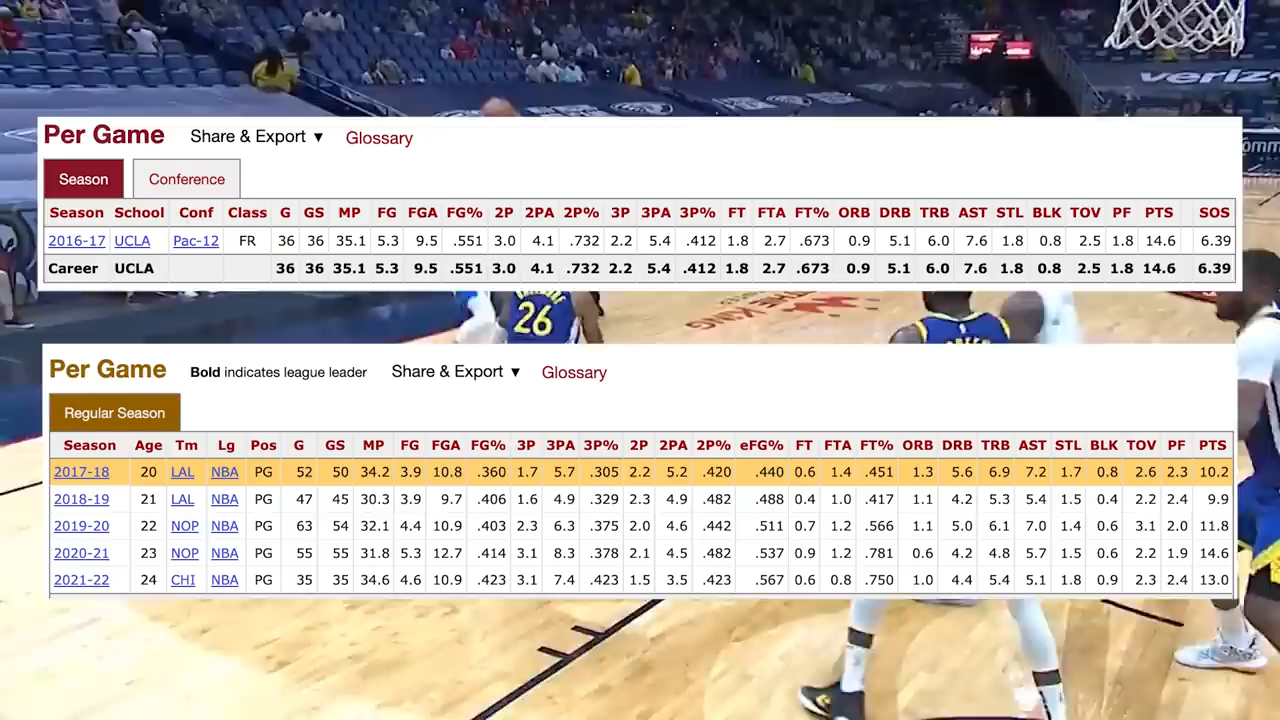 verizon
Per Game Share & Export ▼ Glossary
Season Conference
Season School Conf Class G GS MP FG FGA FG% 2P 2PA 2P% 3P 3PA 3P% FT FTA FT% ORB DRB TRB AST STL BLK TOV PF PTS SOS
2016-17 UCLA Pac-12 FR 36 36 35.1 5.3 9.5 .551 3.0 4.1 .732 2.2 5.4 .412 1.8 2.7 .673 0.9 5.1 6.0 7.6 1.8 0.8 2.5 1.8 14.6 6.39
Career UCLA 36 36 35.1 5.3 9.5 .551 3.0 4.1 .732 2.2 5.4 .412 1.8 2.7 .673 0.9 5.1 6.0 7.6 1.8 0.8 2.5 1.8 14.6 6.39
26
Per Game Bold indicates league leader Share & Export ▼ Glossary
Regular Season
Season Age Tm Lg Pos G GS MP FG FGA FG% 3P 3PA 3P% 2P 2PA 2P% eFG% FT FTA FT% ORB DRB TRB AST STL BLK TOV PF PTS
2017-18 20 LAL NBA PG 52 50 34.2 3.9 10.8 .360 1.7 5.7 .305 2.2 5.2 .420 .440 0.6 1.4 .451 1.3 5.6 6.9 7.2 1.7 0.8 2.6 2.3 10.2
2018-19 21 LAL NBA PG 47 45 30.3 3.9 9.7 .406 1.6 4.9 .329 2.3 4.9 .482 .488 0.4 1.0 .417 1.1 4.2 5.3 5.4 1.5 0.4 2.2 2.4 9.9
2019-20 22 NOP NBA PG 63 54 32.1 4.4 10.9 .403 2.3 6.3 .375 2.0 4.6 .442 .511 0.7 1.2 .566 1.1 5.0 6.1 7.0 1.4 0.6 3.1 2.0 11.8
2020-21 23 NOP NBA PG 55 55 31.8 5.3 12.7 .414 3.1 8.3 .378 2.1 4.5 .482 .537 0.9 1.2 .781 0.6 4.2 4.8 5.7 1.5 0.6 2.2 1.9 14.6
2021-22 24 CHI NBA PG 35 35 34.6 4.6 10.9 .423 3.1 7.4 .423 1.5 3.5 .423 .567 0.6 0.8 .750 1.0 4.4 5.4 5.1 1.8 0.9 2.3 2.4 13.0